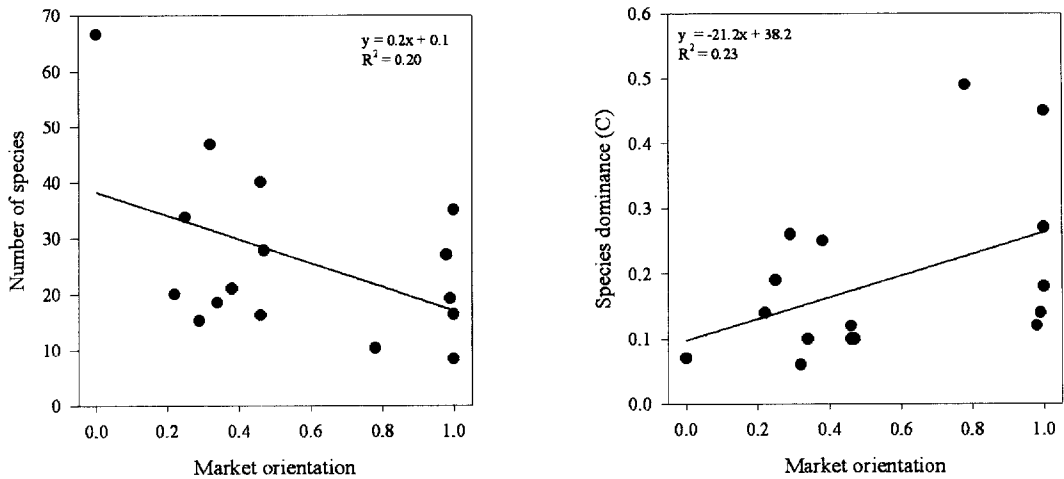 y = 0.2x + 0.1
R² = 0.20
Number of species
70
60
50
40
30
20
10
0
0.0 0.2 0.4 0.6 0.8 1.0
Market orientation
y = -21.2x + 38.2
R² = 0.23
Species dominance (C)
0.6
0.5
0.4
0.3
0.2
0.1
0.0
0.0 0.2 0.4 0.6 0.8 1.0
Market orientation